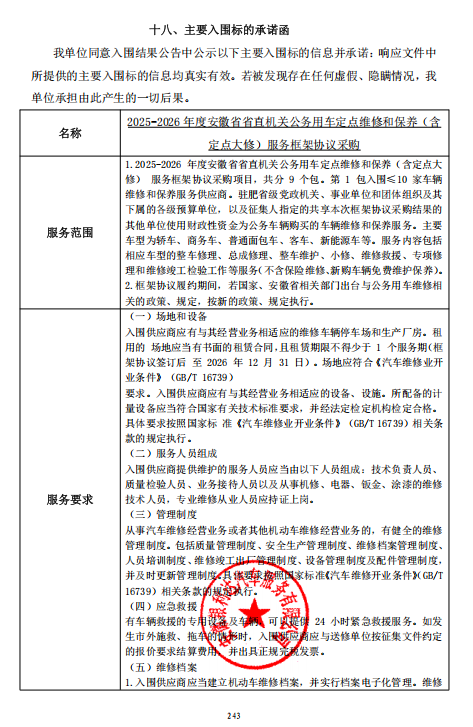 十八、主要入围标的承诺函
我单位同意入围结果公告中公示以下主要入围标的信息并承诺：响应文件中
所提供的主要入围标的信息均真实有效。若被发现存在任何虚假、隐瞒情况，我
单位承担由此产生的一切后果。
名称
2025-2026 年度安徽省省直机关公务用车定点维修和保养（含
定点大修）服务框架协议采购
服务范围
1.2025-2026 年度安徽省省直机关公务用车定点维修和保养（含定点大
修） 服务框架协议采购项目，共分 9 个包。第 1 包入围≤10 家车辆
维修和保养服务供应商。驻肥省级党政机关、事业单位和团体组织及其
下属的各级预算单位，以及征集人指定的共享本次框架协议采购结果的
其他单位使用财政性资金为公务车辆购买的车辆维修和保养服务。主要
车型为轿车、商务车、普通面包车、客车、新能源车等。服务内容包括
相应车型的整车修理、总成修理、整车维护、小修、维修救援、专项修
理和维修竣工检验工作等服务（不含保险维修、新购车辆免费维护保养）。
2.框架协议履约期间，若国家、安徽省相关部门出台与公务用车维修相
关的政策、规定，按新的政策、规定执行。
服务要求
（一）场地和设备
入围供应商应有与其经营业务相适应的维修车辆停车场和生产厂房。租
用的 场地应当有书面的租赁合同，且租赁期限不得少于 1 个服务期（框
架协议签订后 至 2026 年 12 月 31 日）。场地应符合《汽车维修业开
业条件》（GB/T 16739）
要求。入围供应商应有与其经营业务相适应的设备、设施。所配备的计
量设备应当符合国家有关技术标准要求，并经法定检定机构检定合格。
具体要求按照国家标 准《汽车维修业开业条件》（GB/T 16739）相关条
款的规定执行。
（二）服务人员组成
入围供应商提供维护的服务人员应当由以下人员组成：技术负责人员、
质量检验人员、业务接待人员以及从事机修、电器、钣金、涂漆的维修
技术人员，专业维修从业人员应持证上岗。
（三）管理制度
从事汽车维修经营业务或者其他机动车维修经营业务的，有健全的维修
管理制度。包括质量管理制度、安全生产管理制度、维修档案管理制度、
人员培训制度、维修竣工出厂管理制度、设备管理制度及配件管理制度，
并及时更新管理制度。具体要求按照国家标准《汽车维修开业条件》（GB/T
16739）相关条款的规定执行。
（四）应急救援
有车辆救援的专用设备及车辆，可以提供 24 小时紧急救援服务。如发
生市外施救、拖车的情形时，入围供应商应与送修单位按征集文件约定
的报价要求结算费用，并出具正规完税发票。
（五）维修档案
1.入围供应商应当建立机动车维修档案，并实行档案电子化管理。维修
243